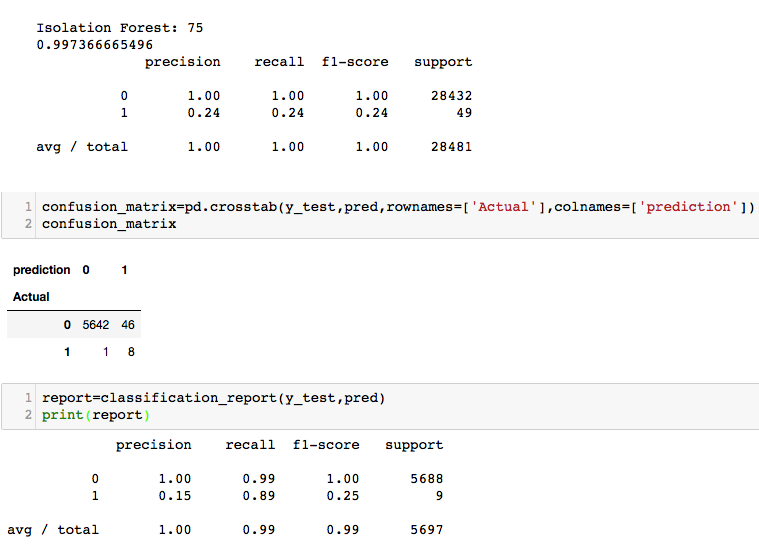 Isolation Forest: 75
0.997366665496
precision recall f1-score support
0 1.00 1.00 1.00 28432
1 0.24 0.24 0.24 49
avg / total 1.00 1.00 1.00 28481
1 confusion_matrix=pd.crosstab(y_test,pred,rownames=['Actual'],colnames=['prediction'])
2 confusion_matrix
prediction 0 1
Actual
0 5642 46
1 1 8
1 report=classification_report(y_test,pred)
2 print(report)
precision recall f1-score support
0 1.00 0.99 1.00 5688
1 0.15 0.89 0.25 9
avg / total 1.00 0.99 0.99 5697